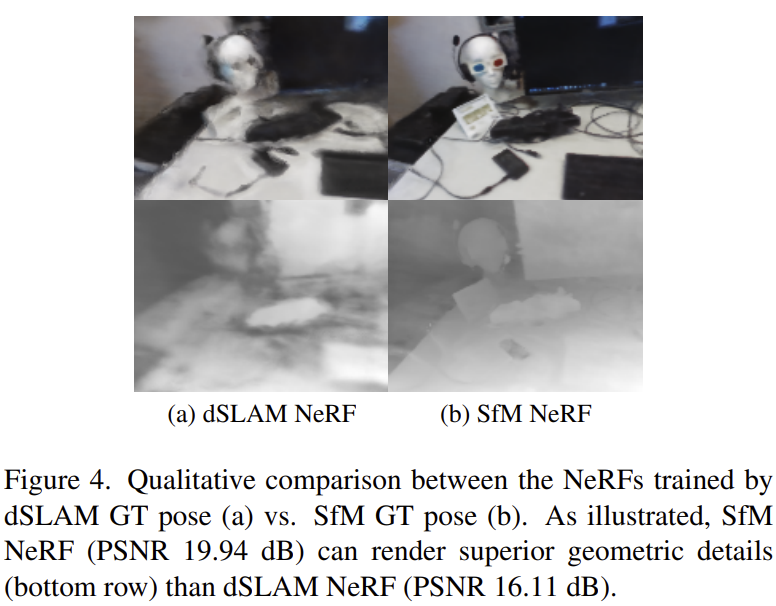 (a) dSLAM NeRF
(b) SfM NeRF
Figure 4. Qualitative comparison between the NeRFs trained by
dSLAM GT pose (a) vs. SfM GT pose (b). As illustrated, SfM
NeRF (PSNR 19.94 dB) can render superior geometric details
(bottom row) than dSLAM NeRF (PSNR 16.11 dB).